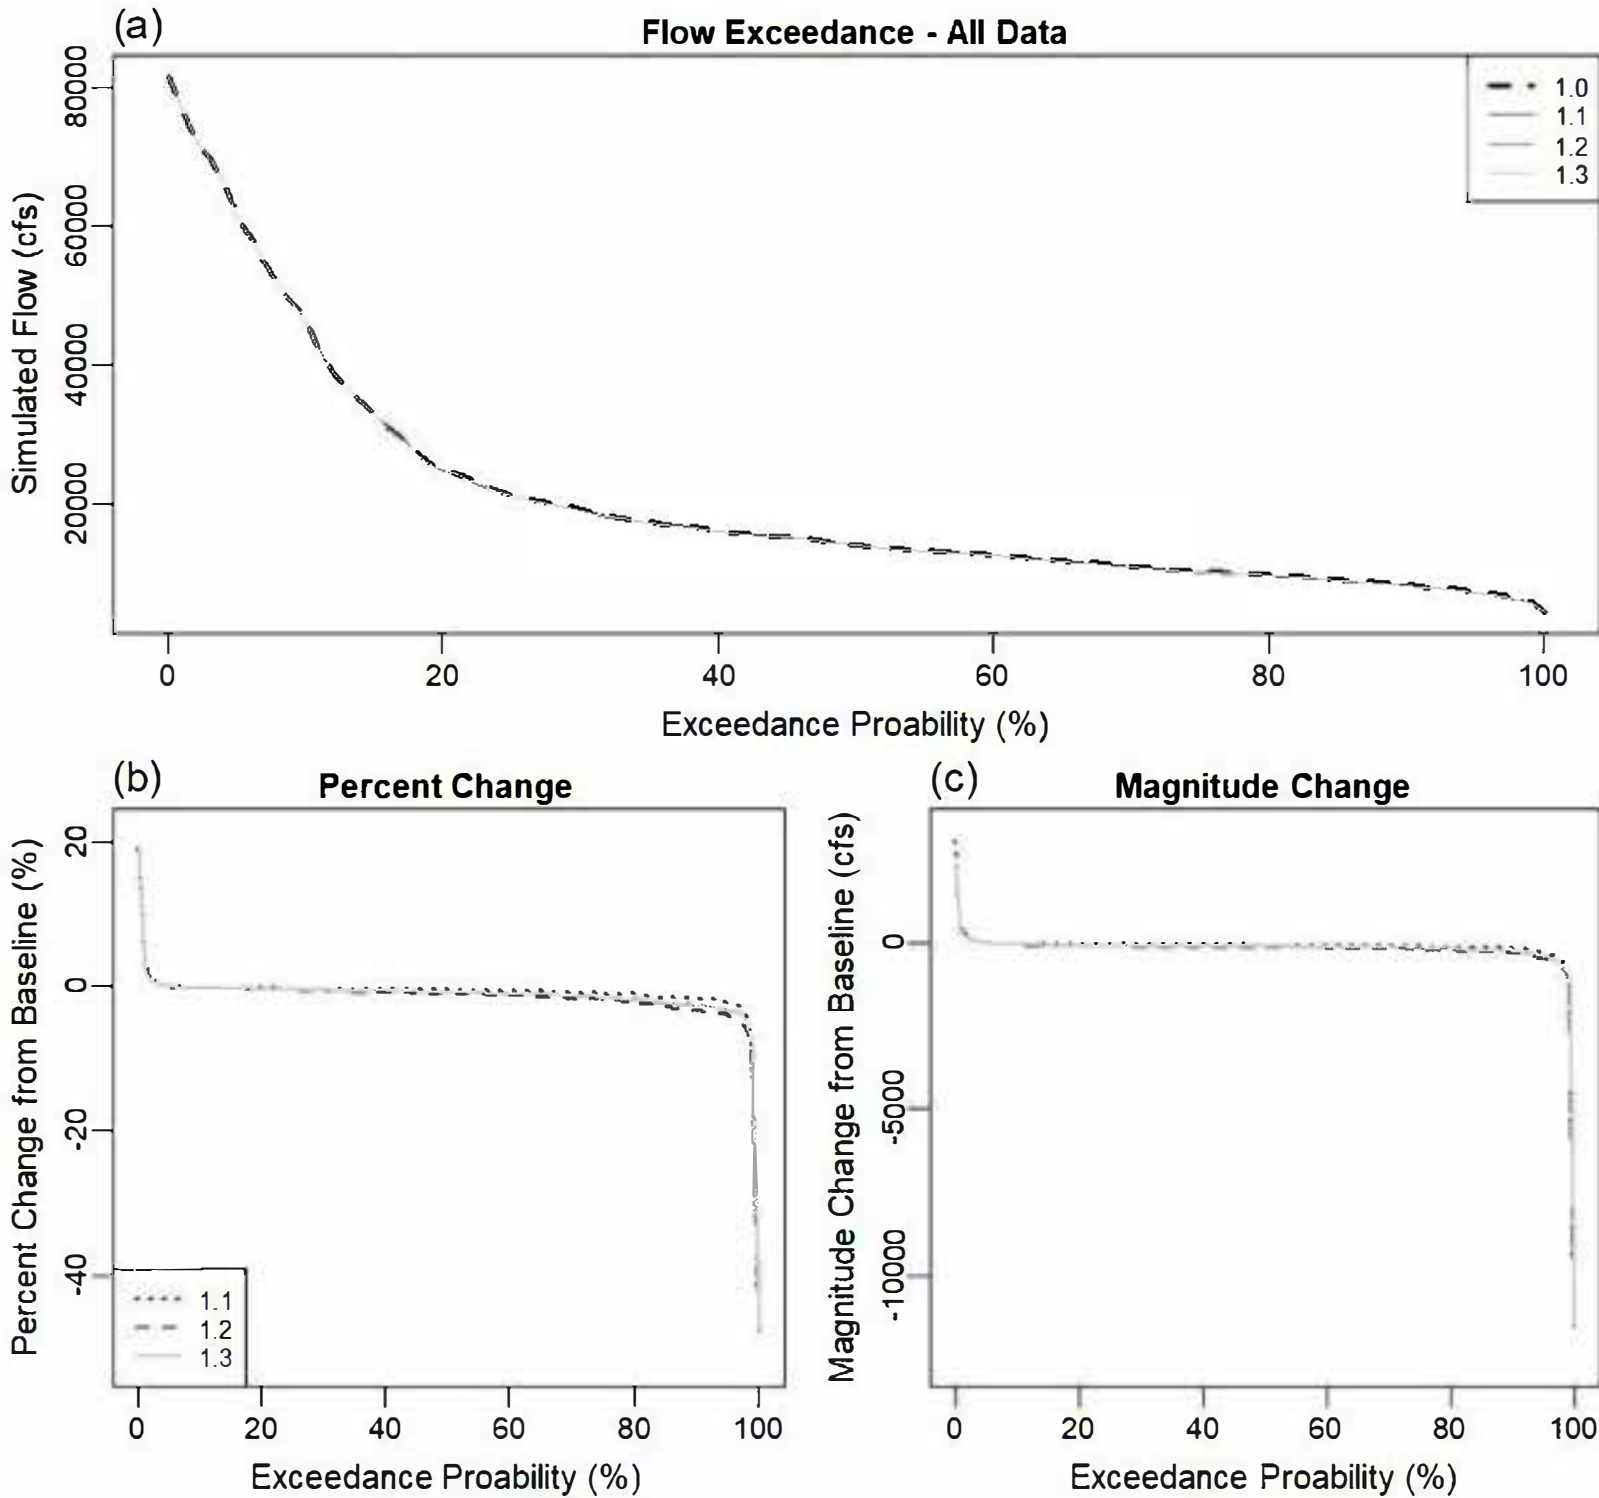 (a)
Flow Exceedance - All Data
80000
60000
40000
20000
Simulated Flow (cfs)
1.0
1.1
1.2
1.3
0 20 40 60 80 100
Exceedance Proability (%)
(b)
Percent Change
20
0
-20
-40
Percent Change from Baseline (%)
1.1
1.2
1.3
0 20 40 60 80 100
Exceedance Proability (%)
(c)
Magnitude Change
0
-5000
-10000
Magnitude Change from Baseline (cfs)
0 20 40 60 80 100
Exceedance Proability (%)